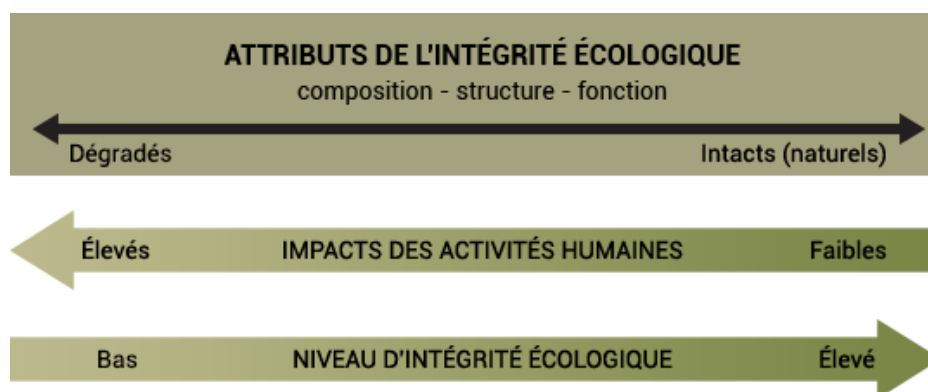 ATTRIBUTS DE L'INTÉGRITÉ ÉCOLOGIQUE
composition - structure - fonction
Dégradés Intacts (naturels)
Élevés IMPACTS DES ACTIVITÉS HUMAINES Faibles
Bas NIVEAU D'INTÉGRITÉ ÉCOLOGIQUE Élevé